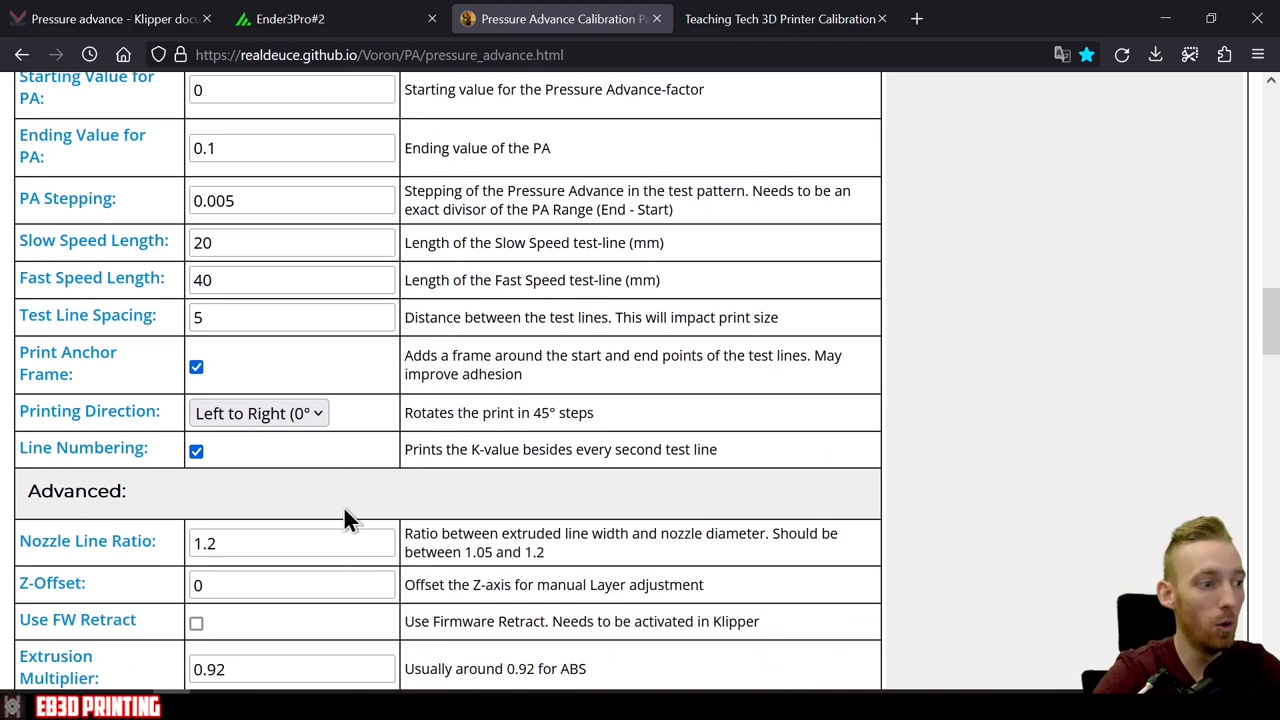 Pressure advance - Klipper docu
Ender3Pro#2
Pressure Advance Calibration Pa
Teaching Tech 3D Printer Calibration
https://realdeuce.github.io/Voron/PA/pressure_advance.html
Starting Value for
PA:
0
Starting value for the Pressure Advance-factor
Ending Value for
PA:
0.1
Ending value of the PA
PA Stepping:
0.005
Stepping of the Pressure Advance in the test pattern. Needs to be an
exact divisor of the PA Range (End - Start)
Slow Speed Length:
20
Length of the Slow Speed test-line (mm)
Fast Speed Length:
40
Length of the Fast Speed test-line (mm)
Test Line Spacing:
5
Distance between the test lines. This will impact print size
Print Anchor
Frame:
Adds a frame around the start and end points of the test lines. May
improve adhesion
Printing Direction:
Left to Right (0°
Rotates the print in 45° steps
Line Numbering:
Prints the K-value besides every second test line
Advanced:
Nozzle Line Ratio:
1.2
Ratio between extruded line width and nozzle diameter. Should be
between 1.05 and 1.2
Z-Offset:
0
Offset the Z-axis for manual Layer adjustment
Use FW Retract
Use Firmware Retract. Needs to be activated in Klipper
Extrusion
Multiplier:
0.92
Usually around 0.92 for ABS
EB3D PRINTING